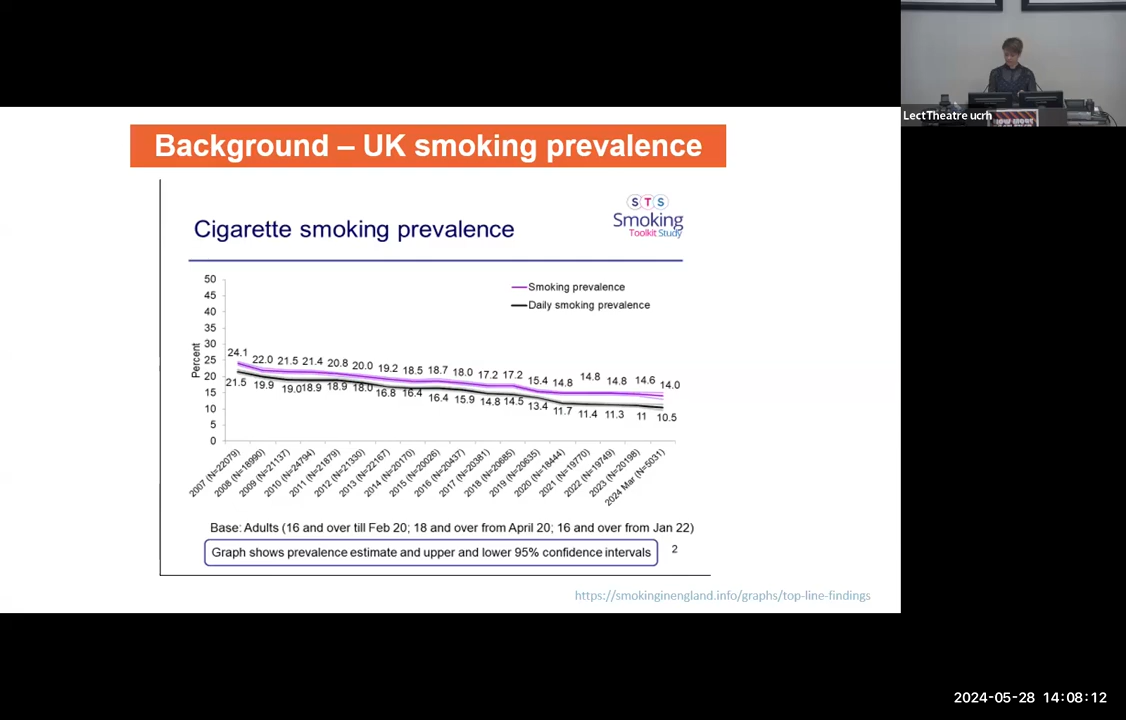 LectTheatre ucrh
Background – UK smoking prevalence
STS
Smoking
Toolkit Study
Cigarette smoking prevalence
50
45
40
35
30
25
20
15
10
5
0
Percent
Smoking prevalence
Daily smoking prevalence
24.1 22.0 21.5 21.4 20.8 20.0 19.2 18.5 18.7 18.0 17.2 17.2 15.4 14.8 14.8 14.8 14.6 14.0
21.5 19.9 19.0 18.9 18.9 18.0 16.8 16.4 16.4 15.9 14.8 14.5 13.4 11.7 11.4 11.3 11 10.5
2007 (N=22079)
2008 (N=18990)
2009 (N=21137)
2010 (N=24794)
2011 (N=21879)
2012 (N=21330)
2013 (N=22167)
2014 (N=20170)
2015 (N=20026)
2016 (N=20437)
2017 (N=20381)
2018 (N=20685)
2019 (N=20635)
2020 (N=18444)
2021 (N=19770)
2022 (N=19749)
2023 (N=20198)
2024 Mar (N=5031)
Base: Adults (16 and over till Feb 20; 18 and over from April 20; 16 and over from Jan 22)
Graph shows prevalence estimate and upper and lower 95% confidence intervals
2
https://smokinginengland.info/graphs/top-line-findings
2024-05-28 14:08:12